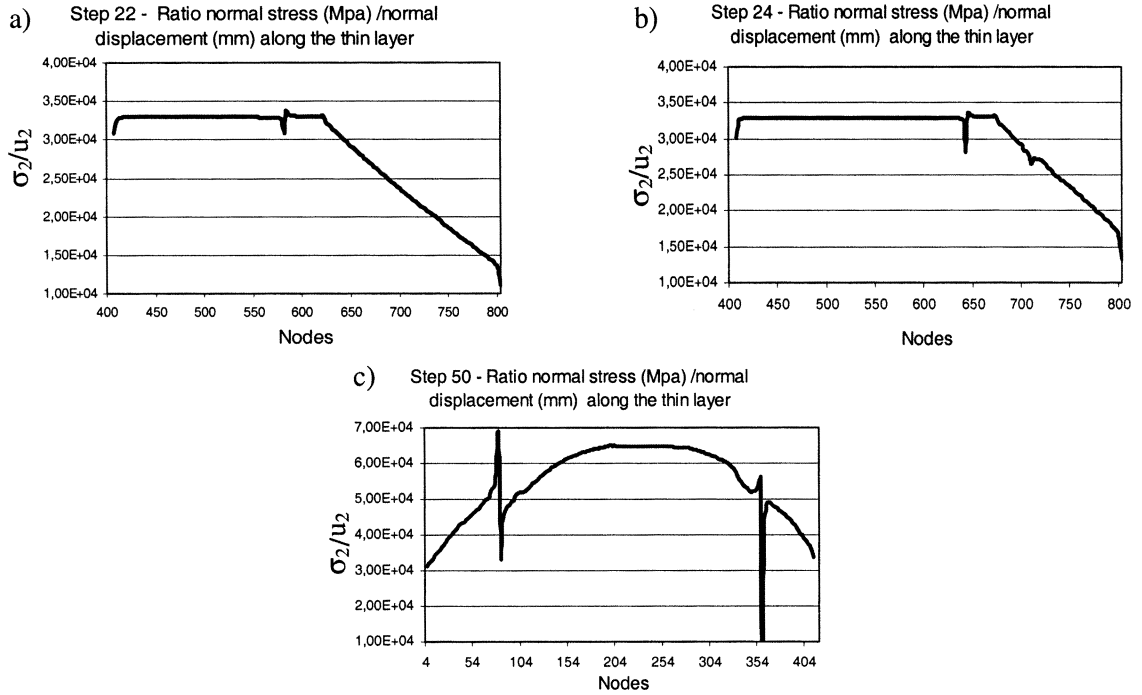 a)
Step 22 - Ratio normal stress (Mpa) /normal
displacement (mm) along the thin layer
4,00E+04
3,50E+04
3,00E+04
2,50E+04
2,00E+04
1,50E+04
1,00E+04
σ2/u2
400 450 500 550 600 650 700 750 800
Nodes
b)
Step 24 - Ratio normal stress (Mpa) /normal
displacement (mm) along the thin layer
4,00E+04
3,50E+04
3,00E+04
2,50E+04
2,00E+04
1,50E+04
1,00E+04
σ2/u2
400 450 500 550 600 650 700 750 800
Nodes
c)
Step 50 - Ratio normal stress (Mpa) /normal
displacement (mm) along the thin layer
7,00E+04
6,00E+04
5,00E+04
4,00E+04
3,00E+04
2,00E+04
1,00E+04
σ2/u2
4 54 104 154 204 254 304 354 404
Nodes